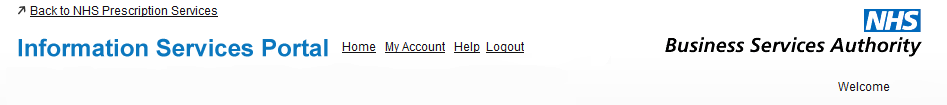 Back to NHS Prescription Services
NHS
Information Services Portal Home My Account Help Logout
Business Services Authority
Welcome